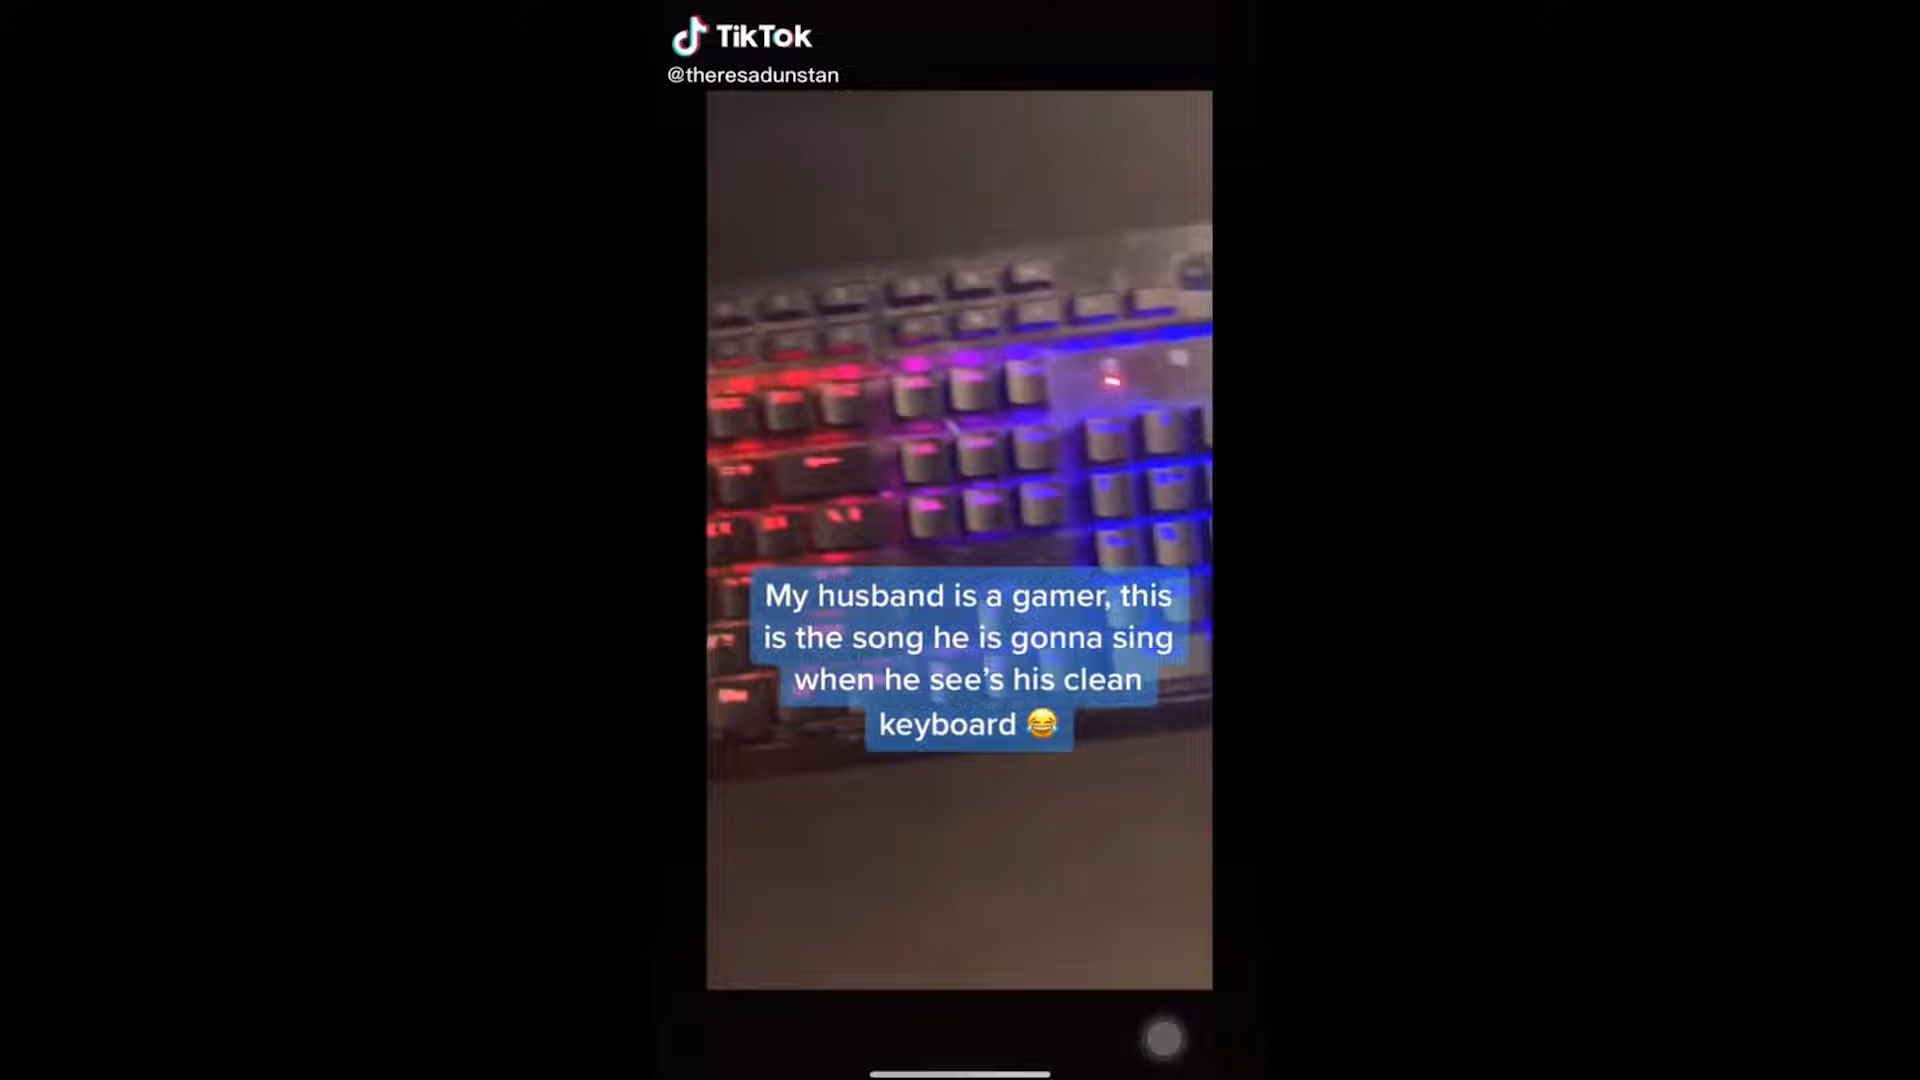 TikTok
@theresadunstan
My husband is a gamer, this
is the song he is gonna sing
when he see’s his clean
keyboard 😂